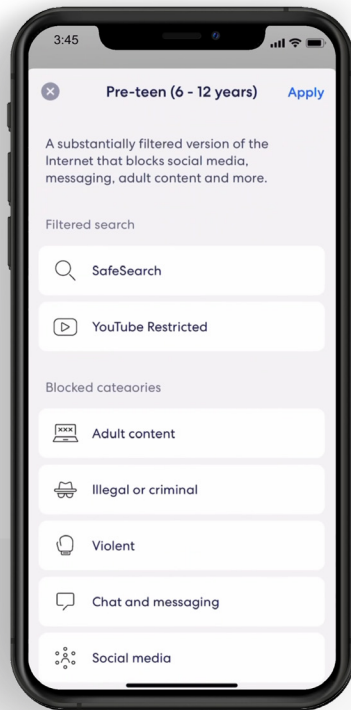 3:45
Pre-teen (6 - 12 years)
Apply
A substantially filtered version of the
Internet that blocks social media,
messaging, adult content and more.
Filtered search
SafeSearch
YouTube Restricted
Blocked categories
XXX
Adult content
Illegal or criminal
Violent
Chat and messaging
Social media